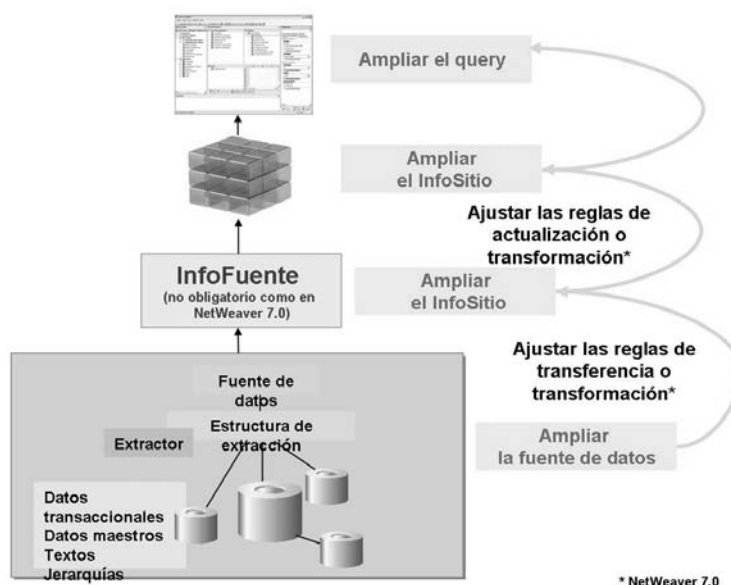 Ampliar el query
Ampliar
el InfoSitio
Ajustar las reglas de
actualización o
transformación*
InfoFuente
(no obligatorio como en
NetWeaver 7.0)
Ampliar
el InfoSitio
Ajustar las reglas de
transferencia o
transformación*
Fuente de
datos
Estructura de
extracción
Extractor
Ampliar
la fuente de datos
Datos
transaccionales
Datos maestros
Textos
Jerarquías
* NetWeaver 7.0